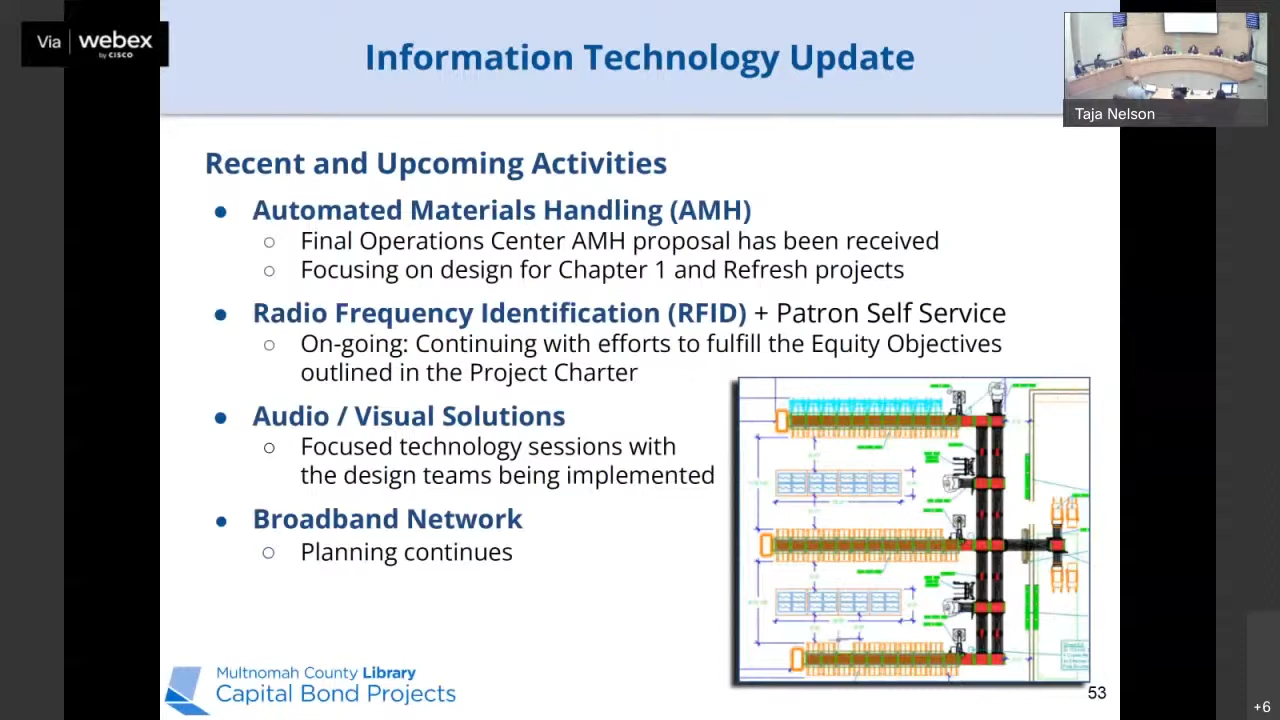 Via webex
by CISCO
Information Technology Update
Taja Nelson
Recent and Upcoming Activities
● Automated Materials Handling (AMH)
○ Final Operations Center AMH proposal has been received
○ Focusing on design for Chapter 1 and Refresh projects
● Radio Frequency Identification (RFID) + Patron Self Service
○ On-going: Continuing with efforts to fulfill the Equity Objectives
outlined in the Project Charter
● Audio / Visual Solutions
○ Focused technology sessions with
the design teams being implemented
● Broadband Network
○ Planning continues
Multnomah County Library
Capital Bond Projects
53
+6